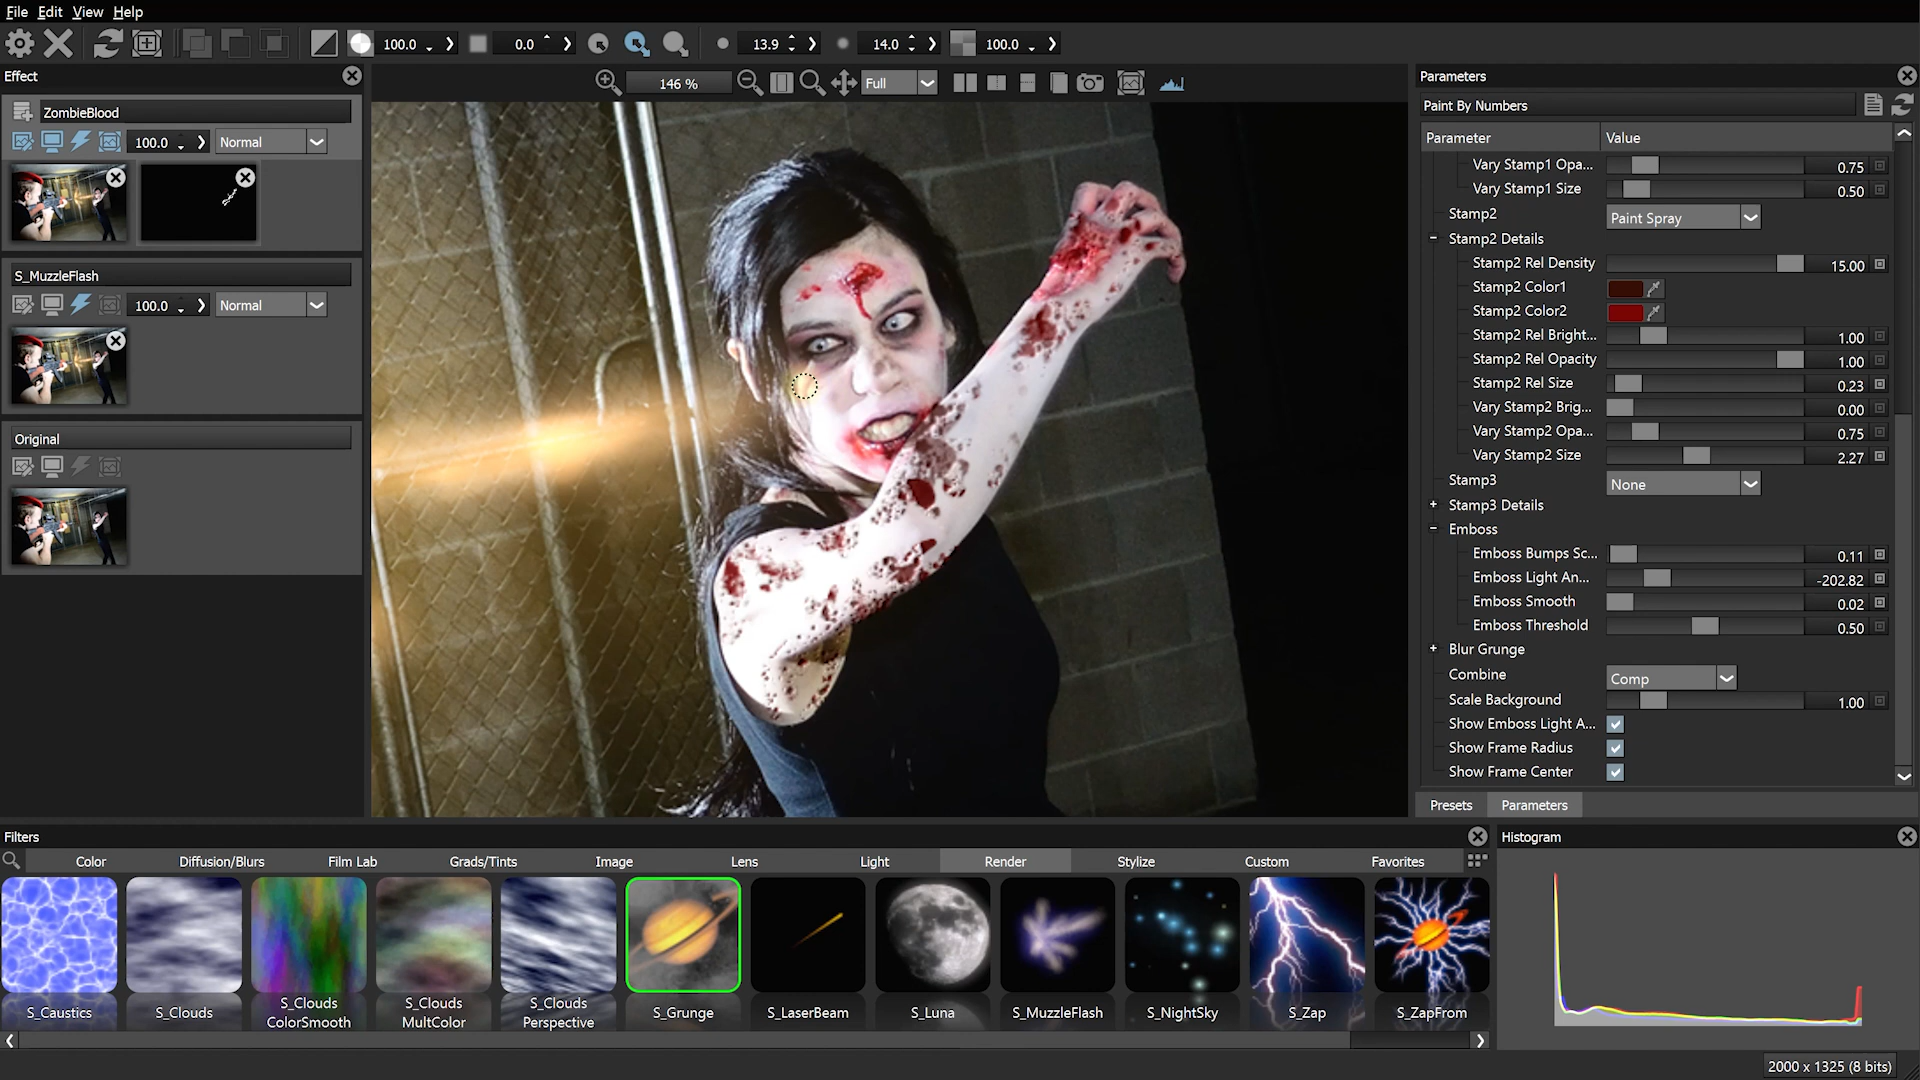 File Edit View Help
100.0 0.0 13.9 14.0 100.0
Effect
ZombieBlood
100.0 Normal
S_MuzzleFlash
100.0 Normal
Original
146 % Full
Parameters
Paint By Numbers
Parameter Value
Vary Stamp1 Opa... 0.75
Vary Stamp1 Size 0.50
Stamp2 Paint Spray
Stamp2 Details
Stamp2 Rel Density 15.00
Stamp2 Color1
Stamp2 Color2
Stamp2 Rel Bright... 1.00
Stamp2 Rel Opacity 1.00
Stamp2 Rel Size 0.23
Vary Stamp2 Brig... 0.00
Vary Stamp2 Opa... 0.75
Vary Stamp2 Size 2.27
Stamp3 None
Stamp3 Details
Emboss
Emboss Bumps Sc... 0.11
Emboss Light An... -202.82
Emboss Smooth 0.02
Emboss Threshold 0.50
Blur Grunge
Combine Comp
Scale Background 1.00
Show Emboss Light A...
Show Frame Radius
Show Frame Center
Presets Parameters
Filters
Color Diffusion/Blurs Film Lab Grads/Tints Image Lens Light Render Stylize Custom Favorites
S_Caustics
S_Clouds
S_Clouds
ColorSmooth
S_Clouds
MultColor
S_Clouds
Perspective
S_Grunge
S_LaserBeam
S_Luna
S_MuzzleFlash
S_NightSky
S_Zap
S_ZapFrom
Histogram
2000 x 1325 (8 bits)